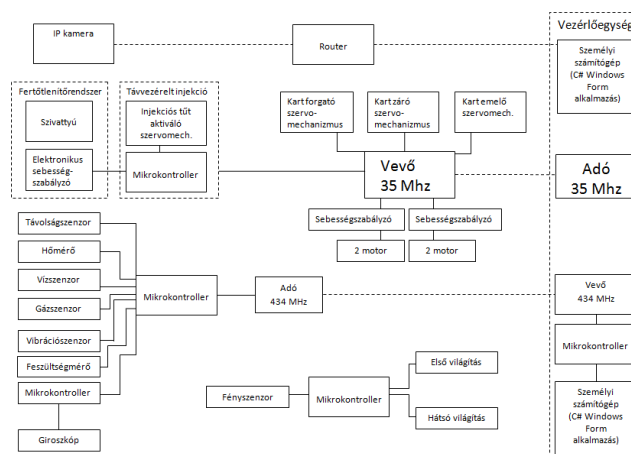 IP kamera
Router
Vezérlőegység
Személyi
számítógép
(C# Windows
Form
alkalmazás)
Fertőtlenítőrendszer
Szivattyú
Elektronikus
sebesség-
szabályzó
Távvezérelt injekció
Injekciós tűt
aktiváló
szervomech.
Mikrokontroller
Kart forgató
szervo-
mechanizmus
Kart záró
szervo-
mechanizmus
Kart emelő
szervomech.
Vevő
35 Mhz
Adó
35 Mhz
Sebességszabályzó
Sebességszabályzó
2 motor
2 motor
Távolságszenzor
Hőmérő
Vízszenzor
Gázszenzor
Vibrációszenzor
Feszültségmérő
Mikrokontroller
Giroszkóp
Mikrokontroller
Adó
434 MHz
Vevő
434 MHz
Mikrokontroller
Személyi
számítógép
(C# Windows
Form
alkalmazás)
Fényszenzor
Mikrokontroller
Első világítás
Hátsó világítás